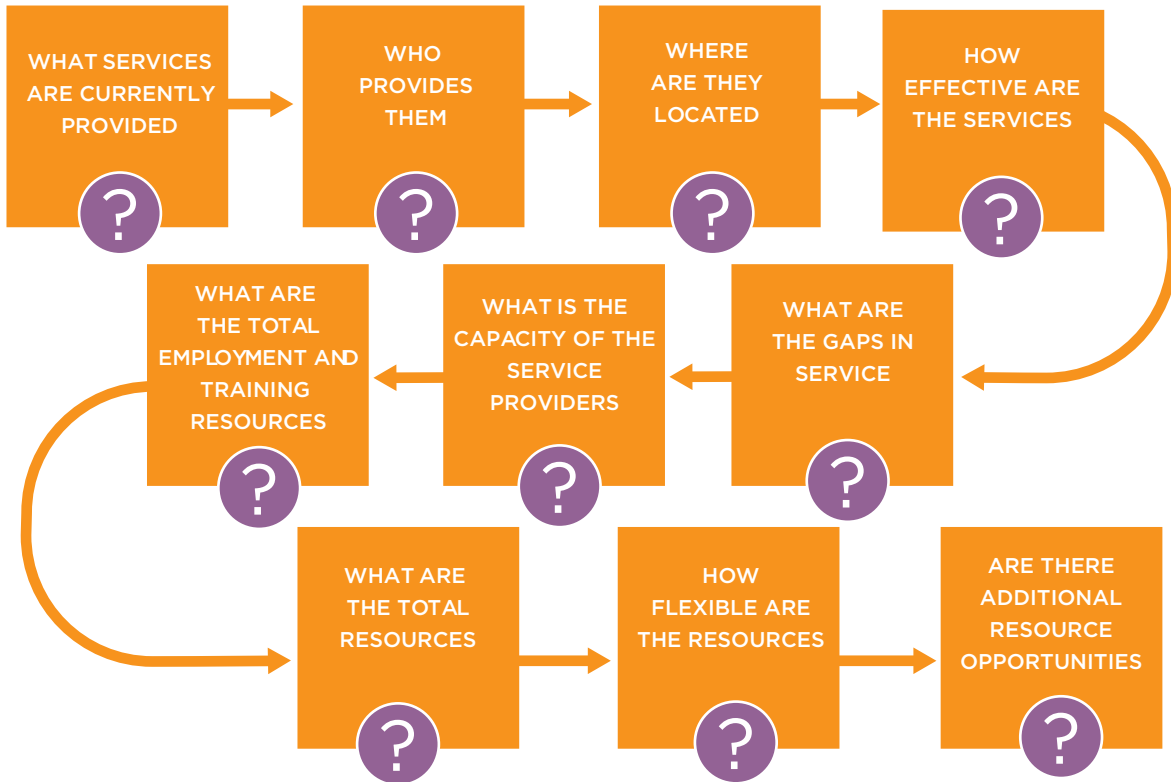 WHAT SERVICES
ARE CURRENTLY
PROVIDED
?
WHO
PROVIDES
THEM
?
WHERE
ARE THEY
LOCATED
?
HOW
EFFECTIVE ARE
THE SERVICES
?
WHAT ARE
THE GAPS IN
SERVICE
?
WHAT IS THE
CAPACITY OF THE
SERVICE
PROVIDERS
?
WHAT ARE
THE TOTAL
EMPLOYMENT AND
TRAINING
RESOURCES
?
WHAT ARE
THE TOTAL
RESOURCES
?
HOW
FLEXIBLE ARE
THE RESOURCES
?
ARE THERE
ADDITIONAL
RESOURCE
OPPORTUNITIES
?